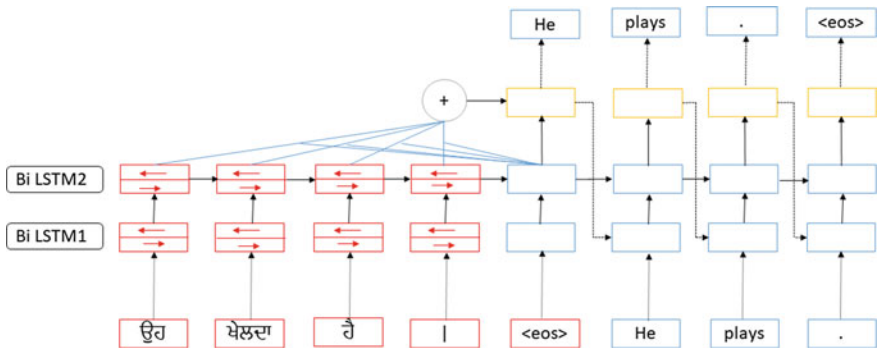 He plays . <eos>
+
Bi LSTM2
Bi LSTM1
ਉਹ ਖੇਲਦਾ ਹੈ | <eos> He plays .